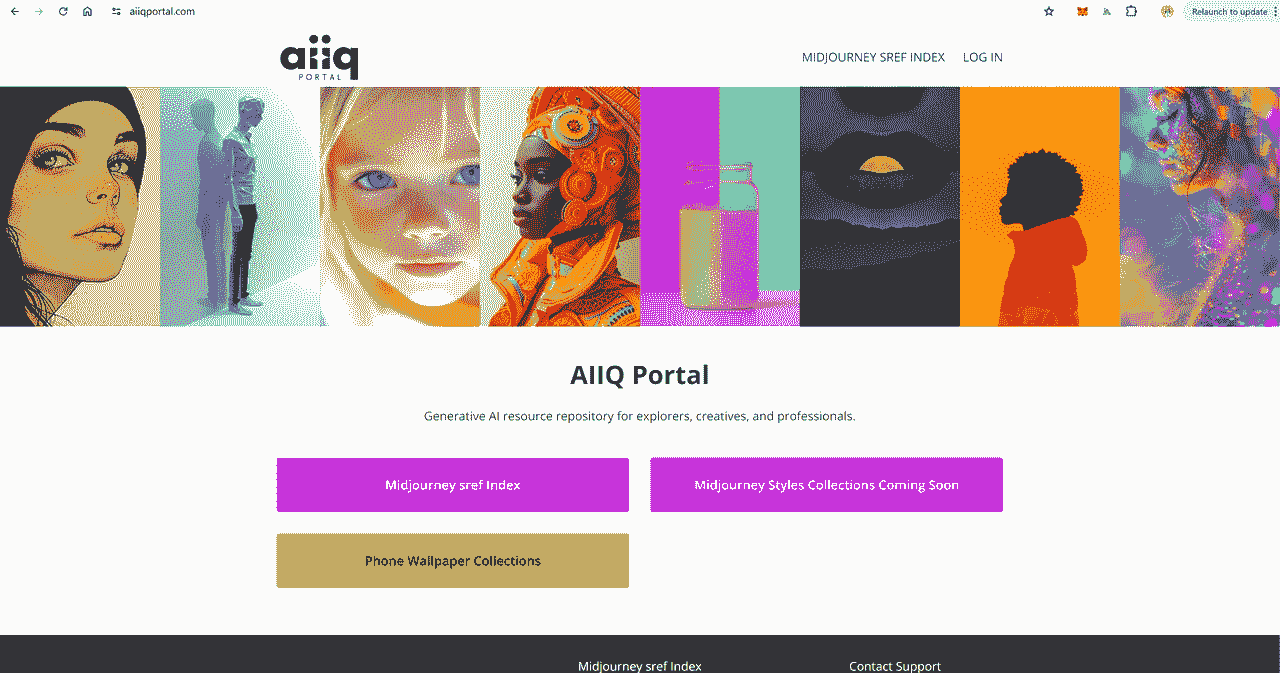 aiiqportal.com
Relaunch to update
aiiq
PORTAL
MIDJOURNEY SREF INDEX
LOG IN
AIIQ Portal
Generative AI resource repository for explorers, creatives, and professionals.
Midjourney sref Index
Midjourney Styles Collections Coming Soon
Phone Wallpaper Collections
Midjourney sref Index
Contact Support